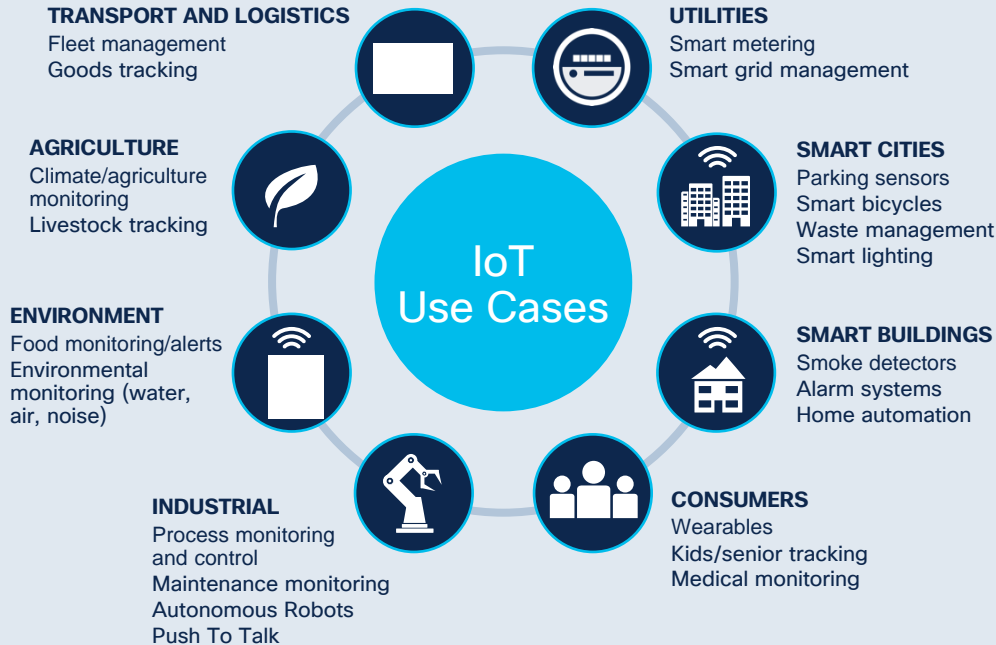 TRANSPORT AND LOGISTICS
Fleet management
Goods tracking
UTILITIES
Smart metering
Smart grid management
AGRICULTURE
Climate/agriculture
monitoring
Livestock tracking
SMART CITIES
Parking sensors
Smart bicycles
Waste management
Smart lighting
IoT
Use Cases
ENVIRONMENT
Food monitoring/alerts
Environmental
monitoring (water,
air, noise)
SMART BUILDINGS
Smoke detectors
Alarm systems
Home automation
INDUSTRIAL
Process monitoring
and control
Maintenance monitoring
Autonomous Robots
Push To Talk
CONSUMERS
Wearables
Kids/senior tracking
Medical monitoring